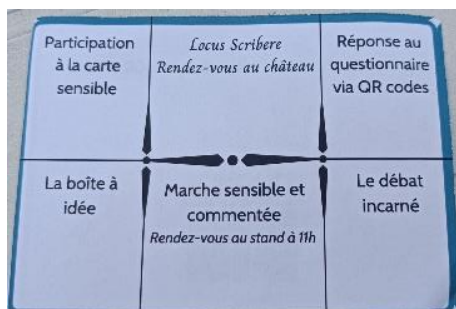 Participation
à la carte
sensible
Locus Scribere
Rendez-vous au château
Réponse au
questionnaire
via QR codes
La boîte à
idée
Marche sensible et
commentée
Rendez-vous au stand à 11h
Le débat
incarné